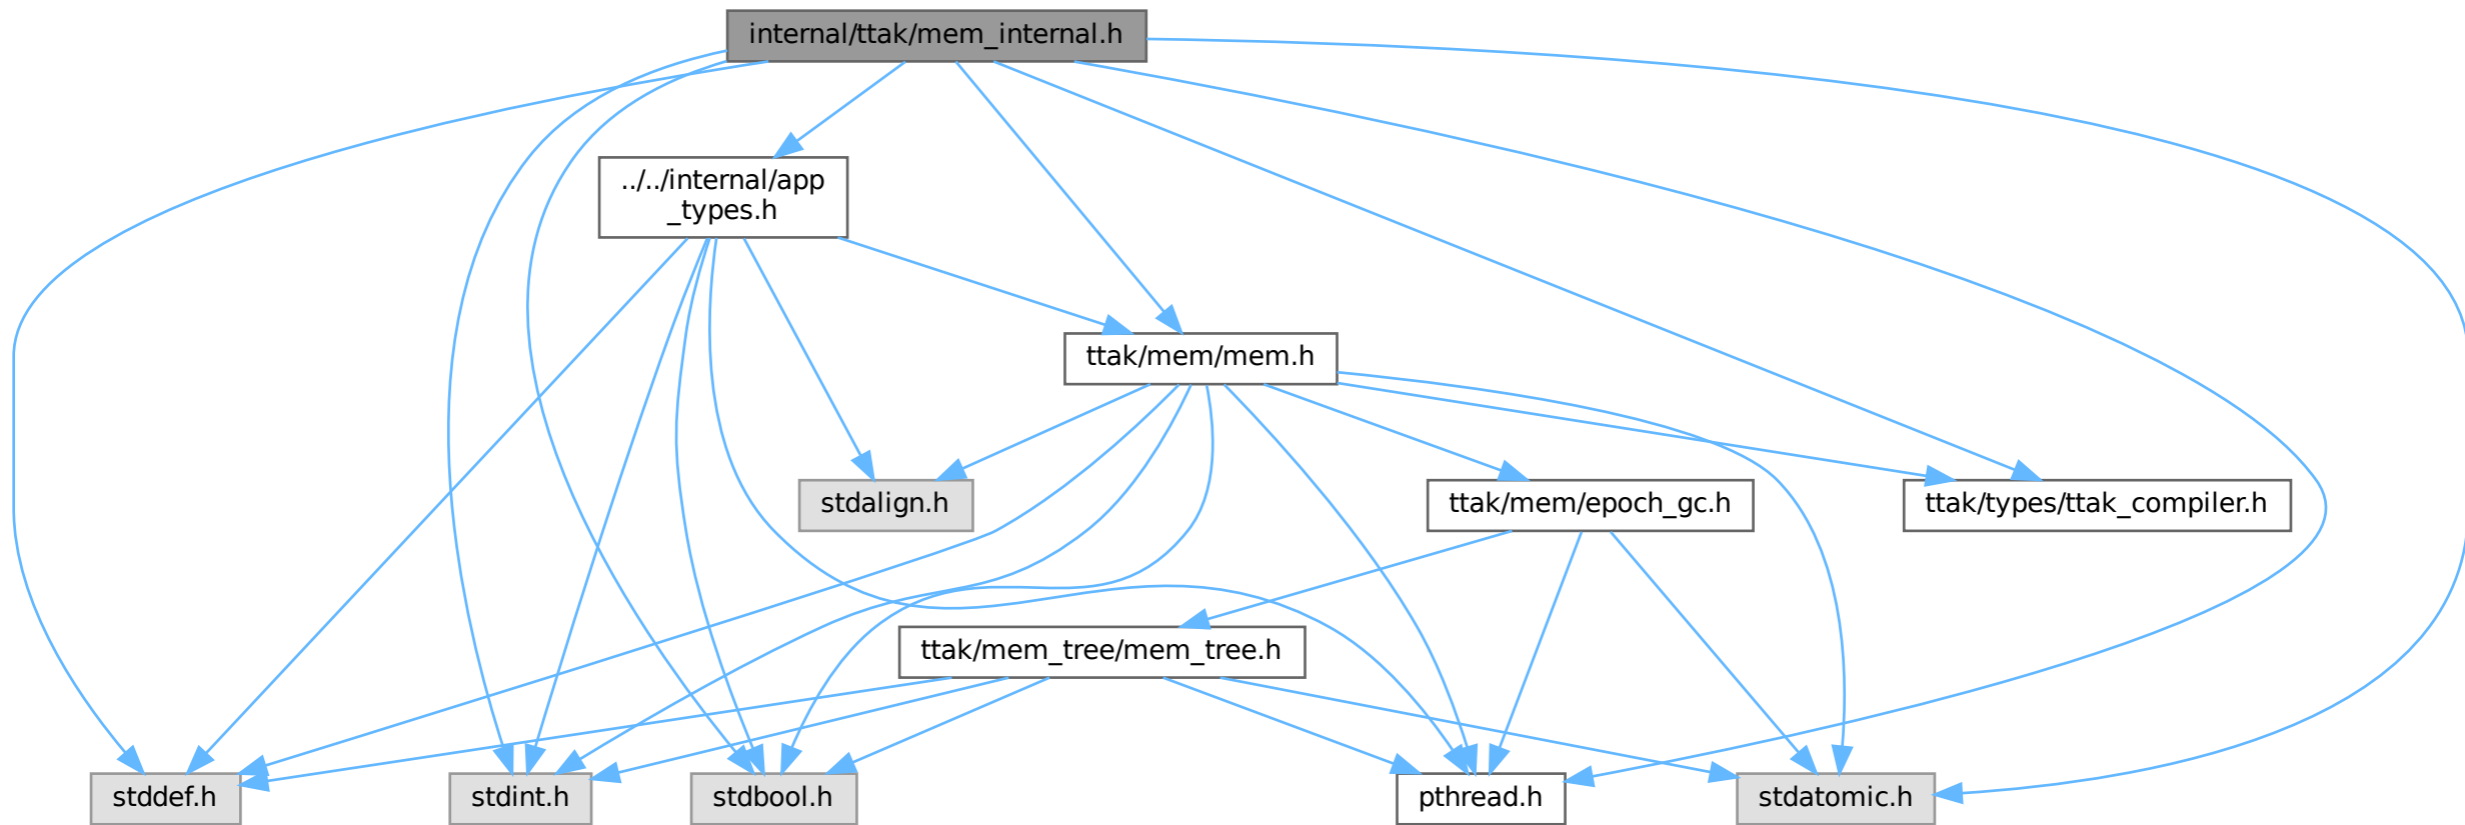 internal/ttak/mem_internal.h
../../internal/app
_types.h
ttak/mem/mem.h
stdalign.h
ttak/mem/epoch_gc.h
ttak/types/ttak_compiler.h
ttak/mem_tree/mem_tree.h
stddef.h
stdint.h
stdbool.h
pthread.h
stdatomic.h